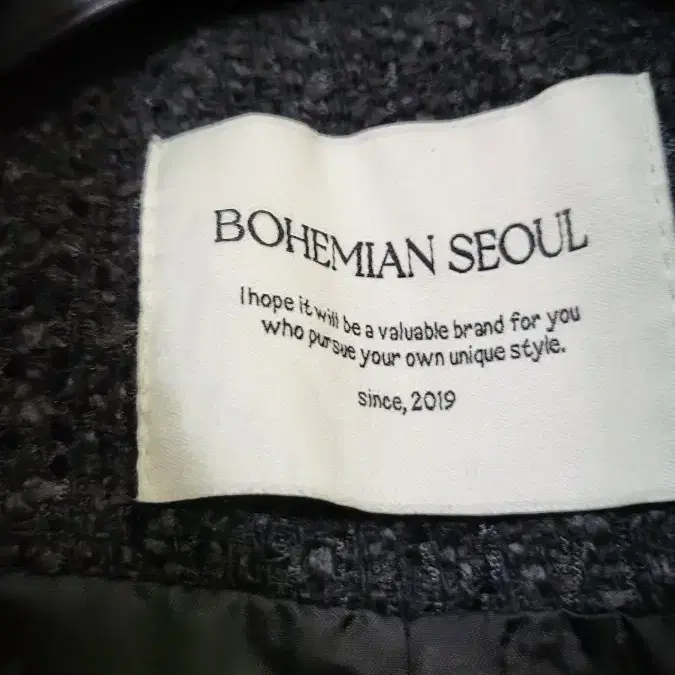 BOHEMIAN SEOUL
I hope it will be a valuable brand for you
who pursue your own unique style.
since, 2019